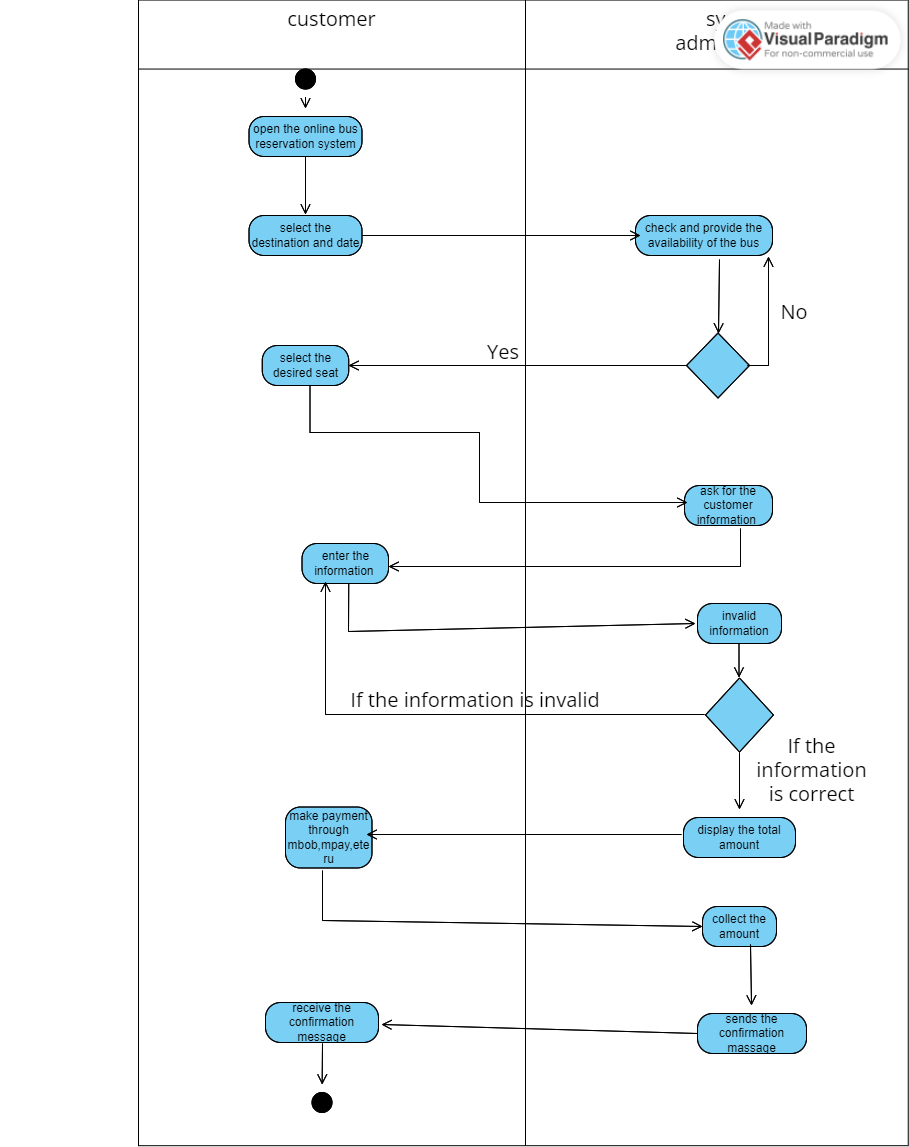 customer
Made with
Visual Paradigm
For non-commercial use
open the online bus
reservation system
select the
destination and date
check and provide the
availability of the bus
No
Yes
select the
desired seat
ask for the
customer
information
enter the
information
invalid
information
If the information is invalid
If the
information
is correct
make payment
through
mbob,mpay,ete
ru
display the total
amount
collect the
amount
receive the
confirmation
message
sends the
confirmation
massage